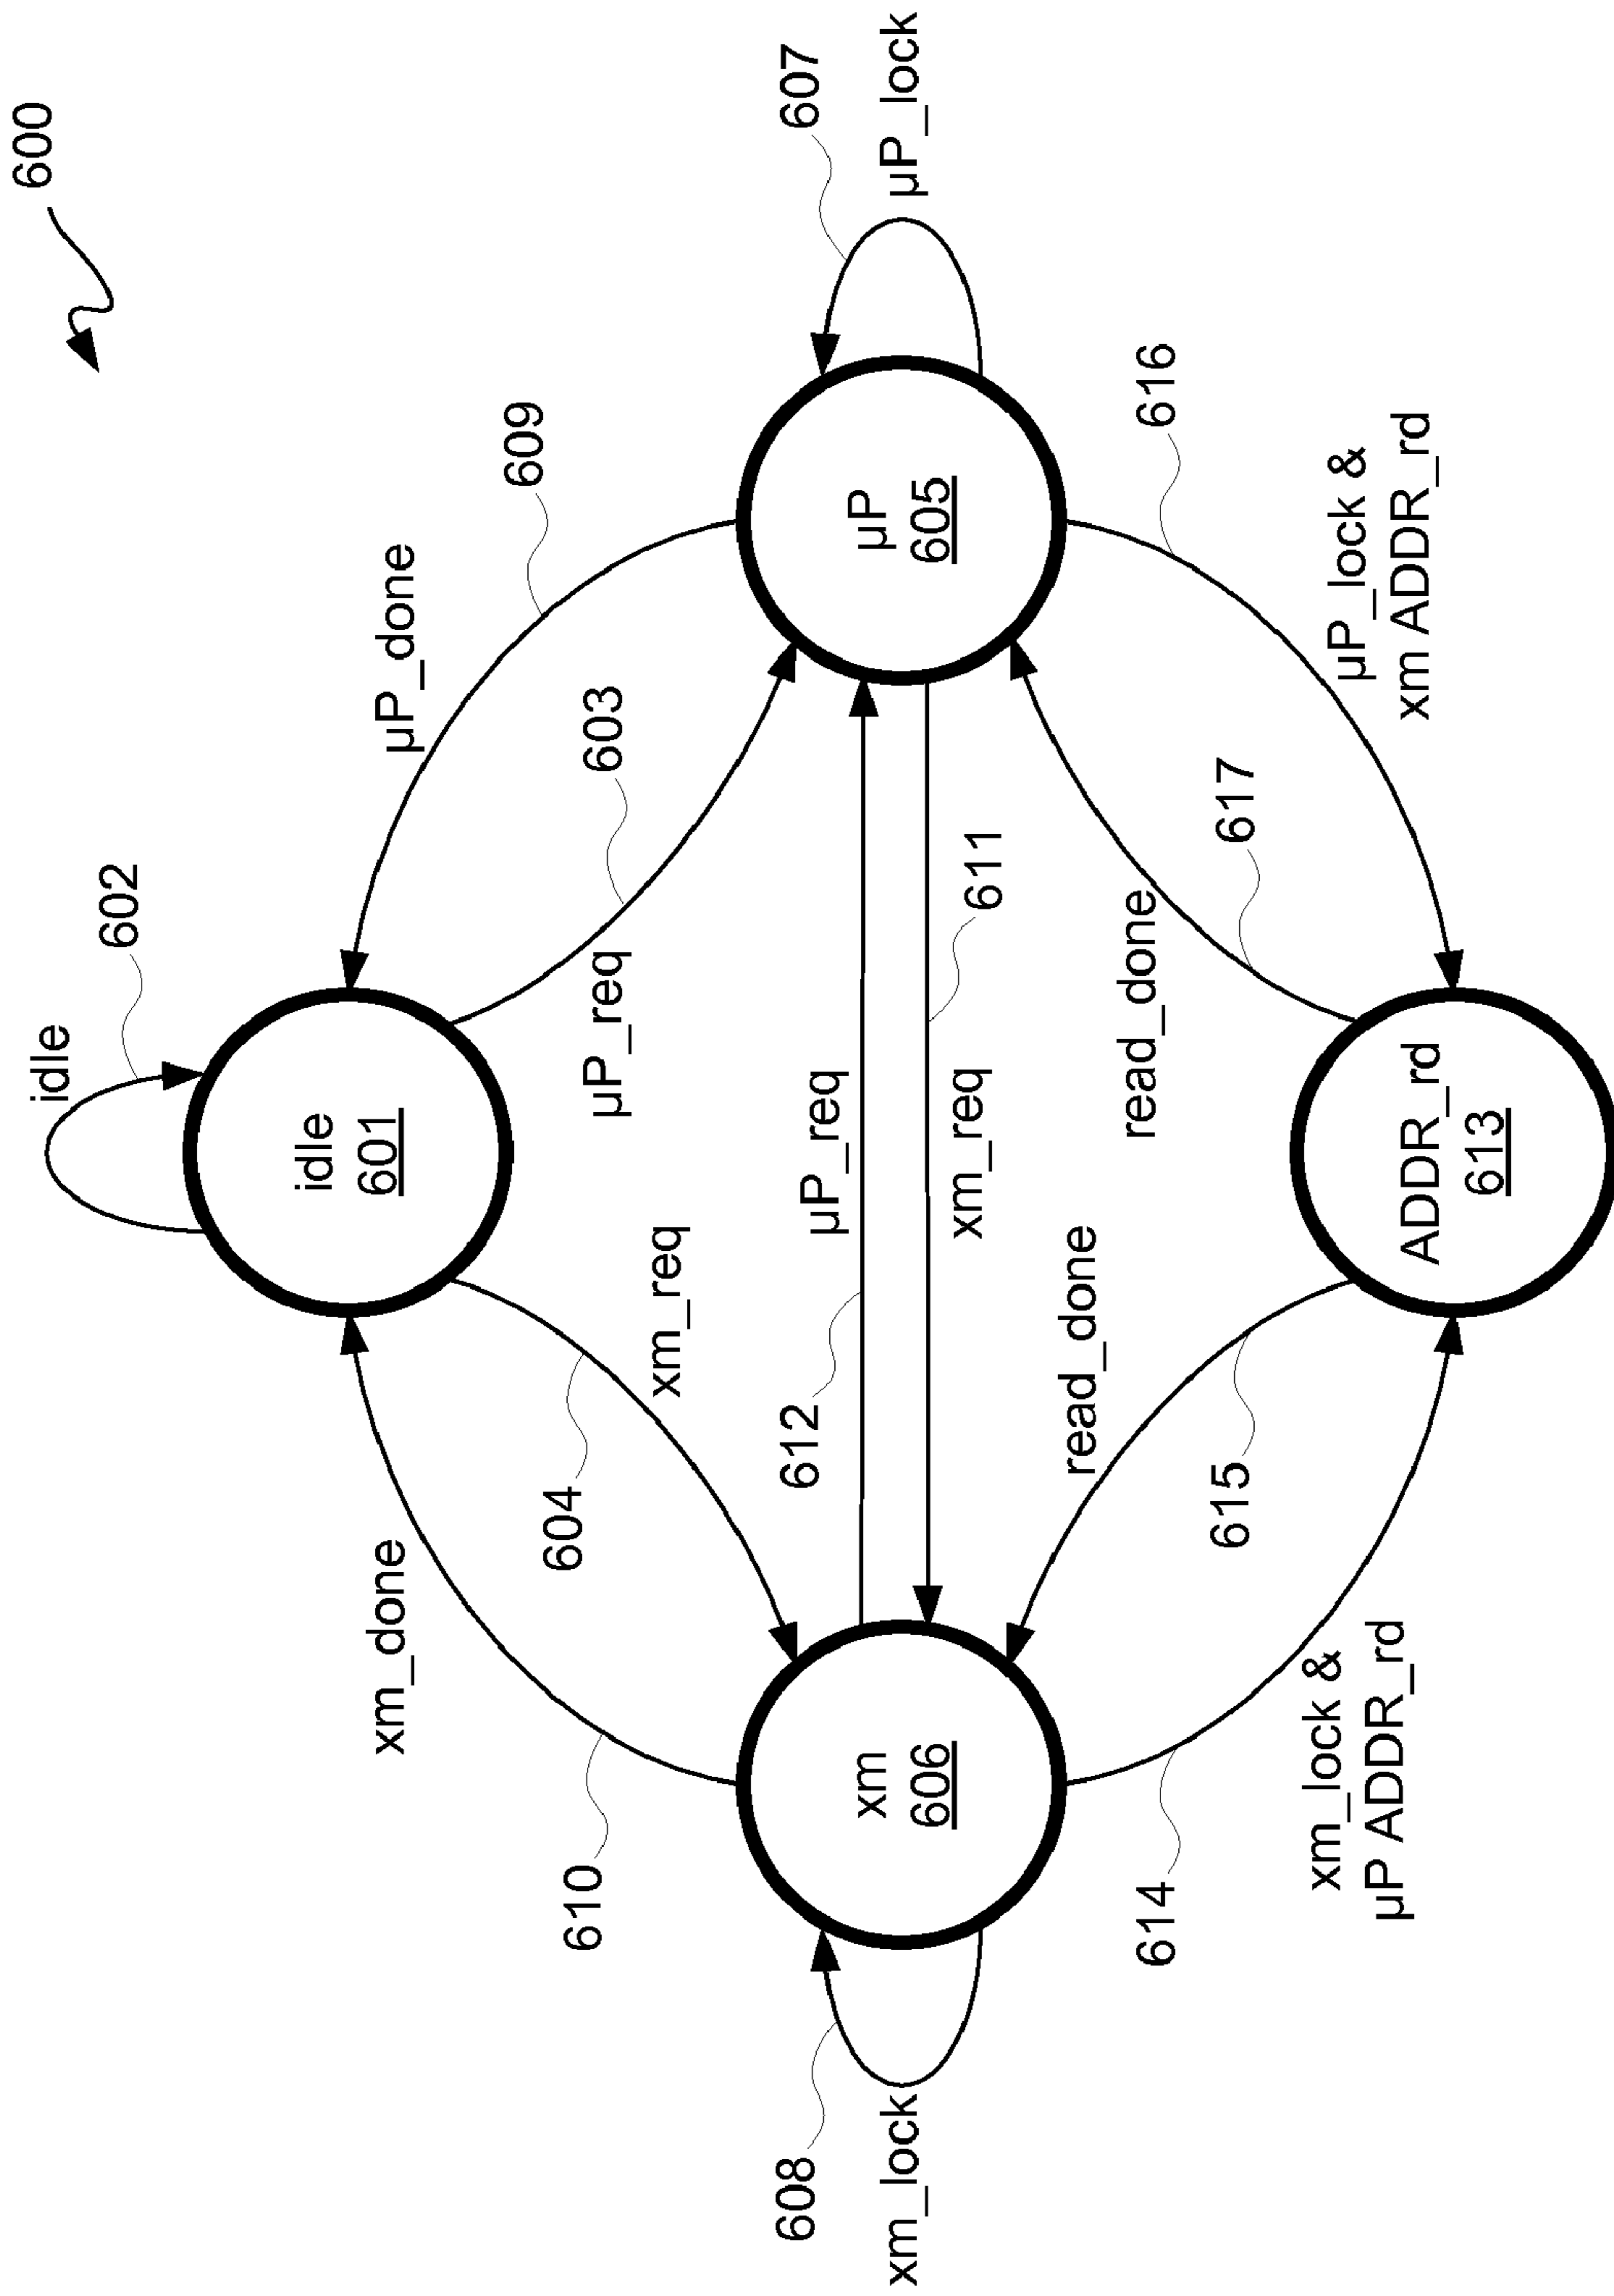 600
602
idle
idle
601
xm_done
µP_done
609
610
604
xm_req
µP_req
603
608
xm_lock
xm
606
612
µP_req
xm_req
611
µP
605
607
µP_lock
614
xm_lock &
µP ADDR_rd
615
read_done
read_done
617
616
µP_lock &
xm ADDR_rd
ADDR_rd
613